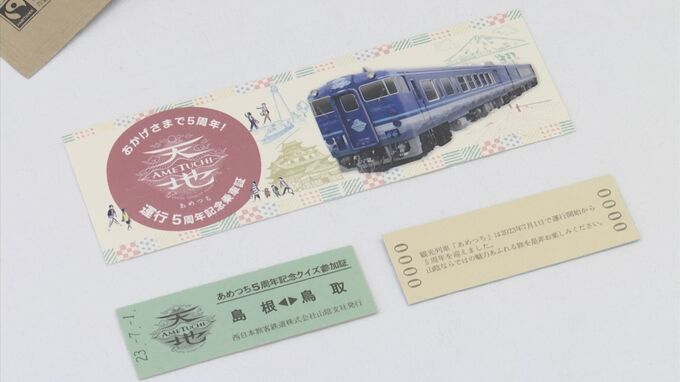 おかげさまで5周年!
天地
AMETUCHI
あめつち
運行5周年記念乗車証
観光列車「あめつち」は2023年7月1日で運行開始から
5周年を迎えました。
山陰ならではの魅力あふれる旅を是非お楽しみください。
0000
0000
あめつち5周年記念クイズ参加証
天地
AMETUCHI
島根◀▶鳥取
西日本旅客鉄道株式会社山陰支社発行
23.-7.-1.